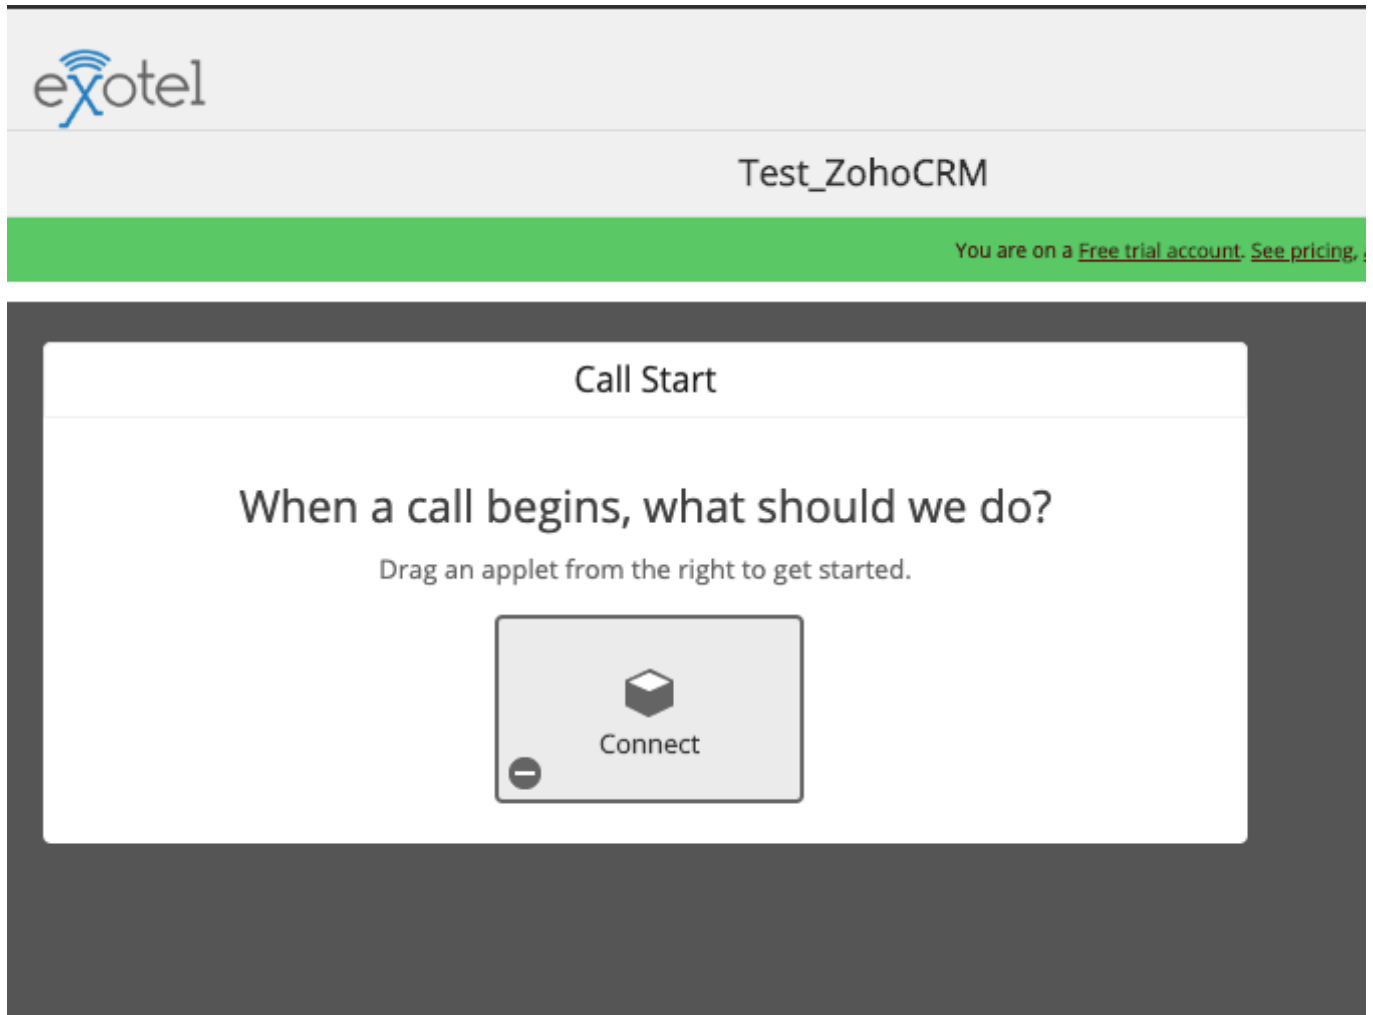 exotel
Test_ZohoCRM
You are on a Free trial account. See pricing,
Call Start
When a call begins, what should we do?
Drag an applet from the right to get started.
Connect